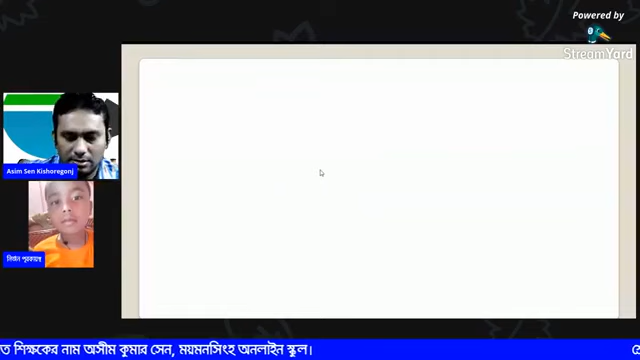 Powered by
StreamYard
Asim Sen Kishoregonj
ত শিক্ষকের নাম অসীম কুমার সেন, ময়মনসিংহ অনলাইন স্কুল।